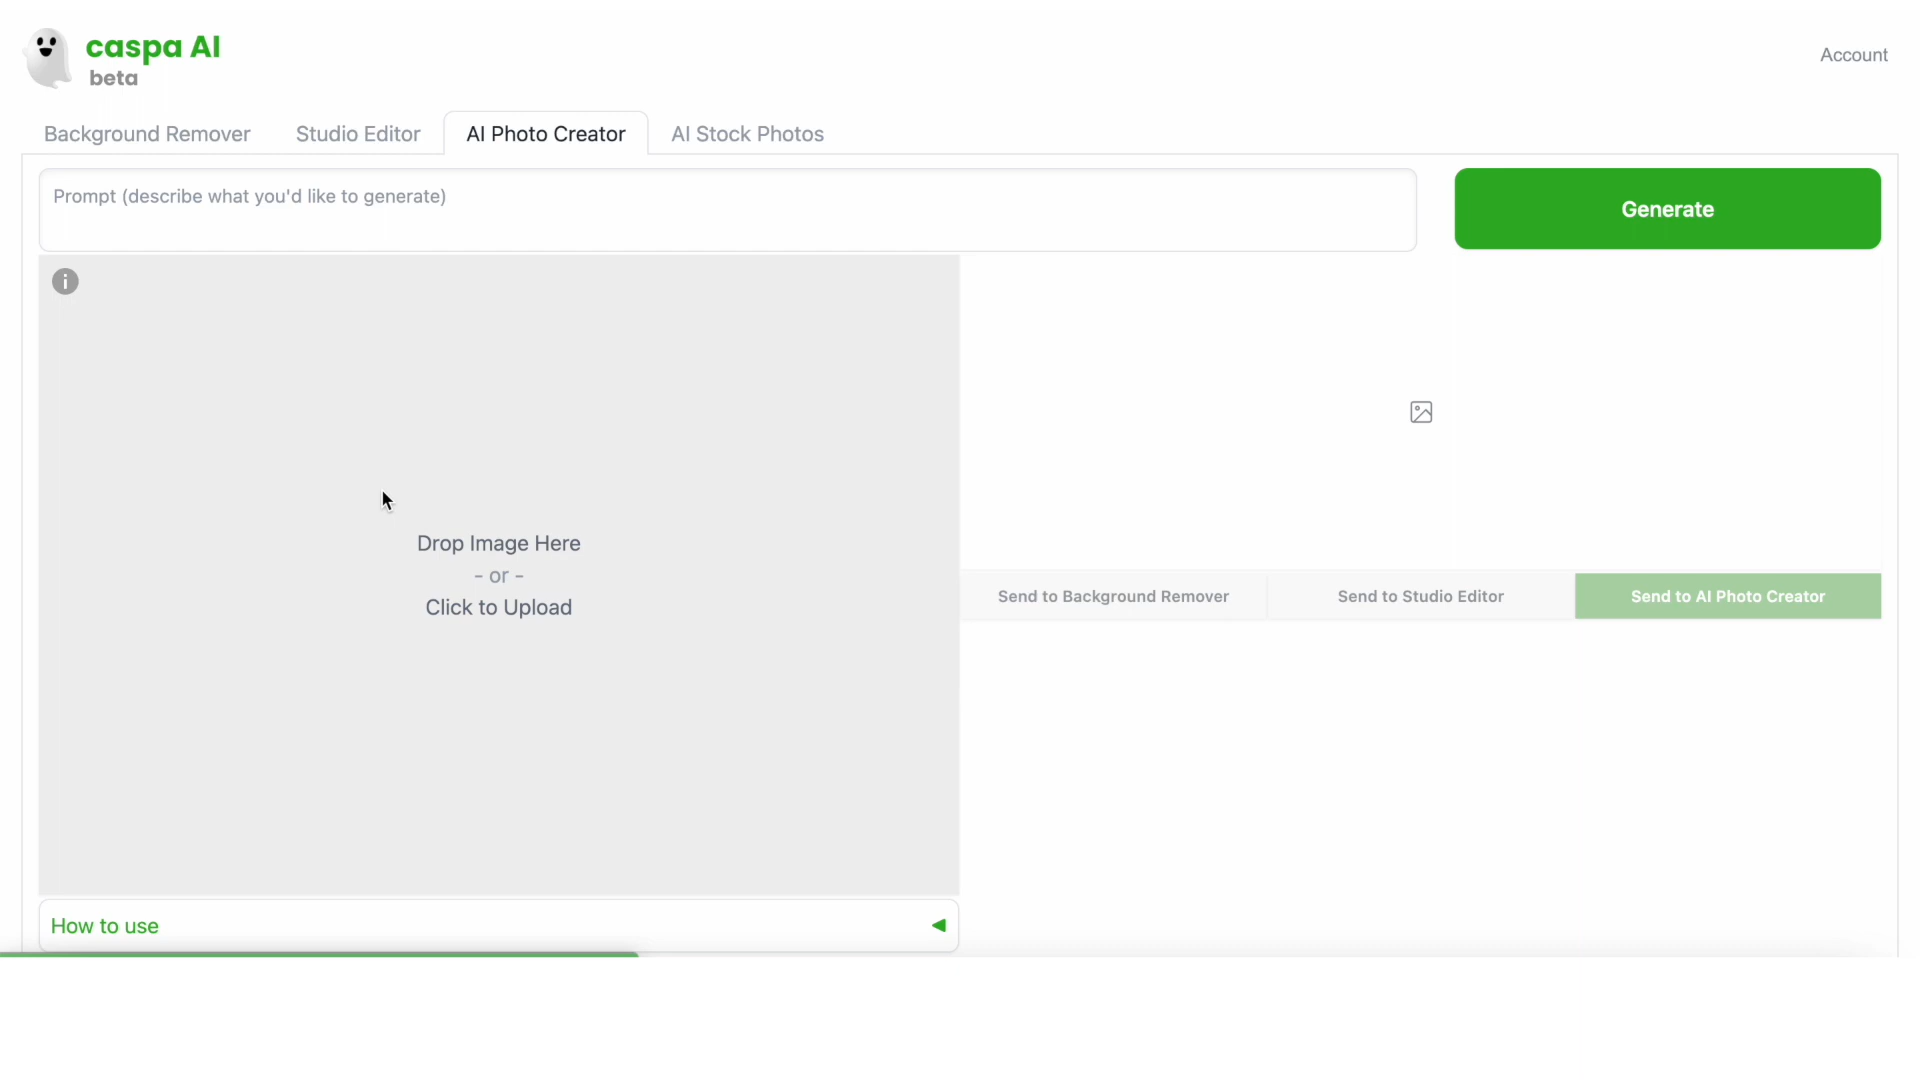 caspa AI
beta
Account
Background Remover
Studio Editor
AI Photo Creator
AI Stock Photos
Prompt (describe what you'd like to generate)
Generate
i
Drop Image Here
- or -
Click to Upload
Send to Background Remover
Send to Studio Editor
Send to AI Photo Creator
How to use